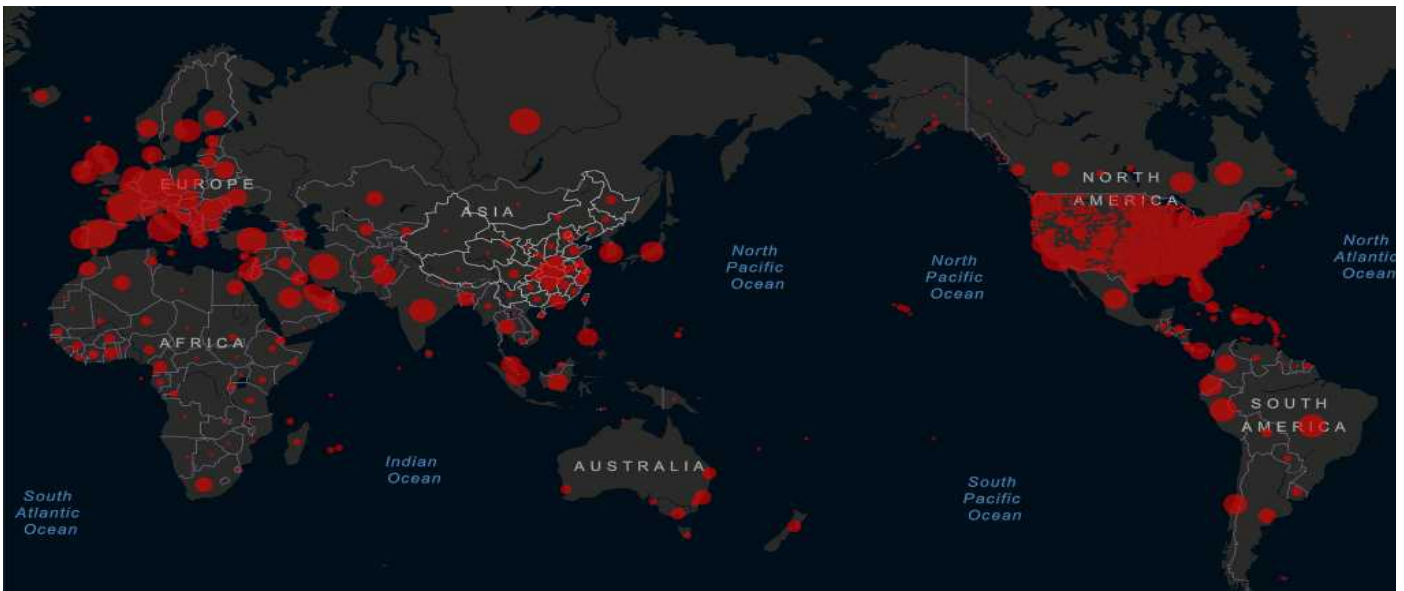 EUROPE
ASIA
AFRICA
AUSTRALIA
NORTH
AMERICA
SOUTH
AMERICA
North
Pacific
Ocean
North
Pacific
Ocean
North
Atlantic
Ocean
Indian
Ocean
South
Atlantic
Ocean
South
Pacific
Ocean